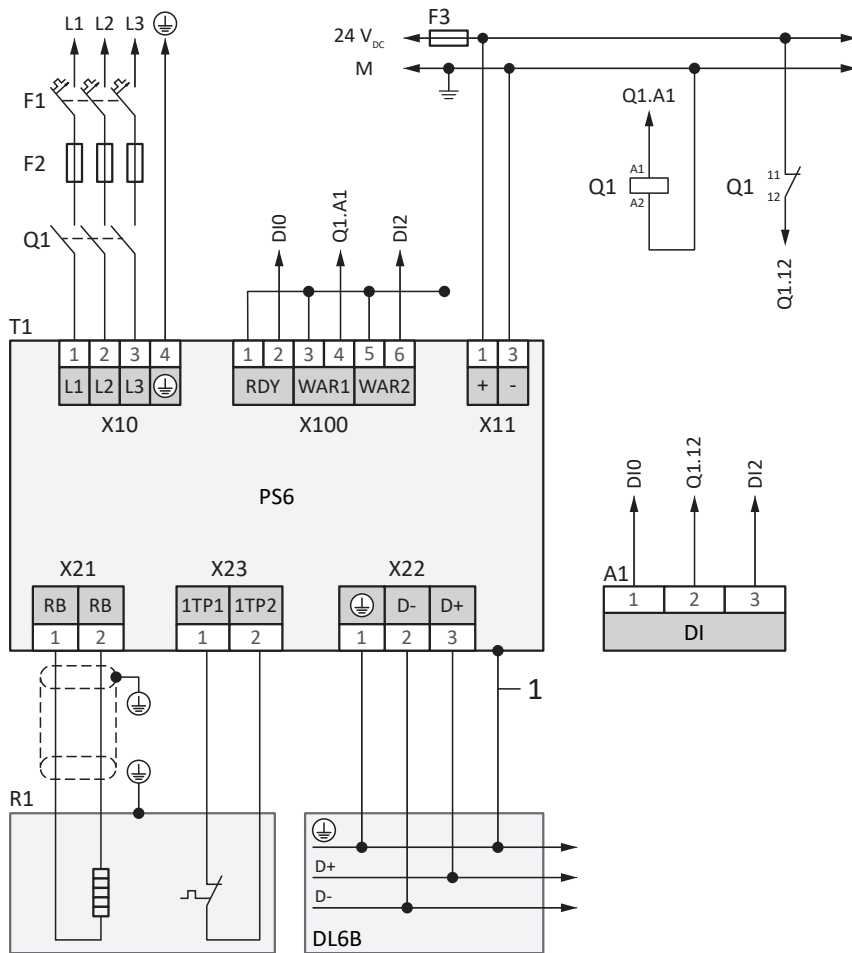 L1 L2 L3
F1
F2
Q1
24 V DC
F3
M
Q1.A1
Q1
A1
A2
Q1
11
12
Q1.12
DI0
Q1.A1
DI2
T1
1 2 3 4
L1 L2 L3
X10
1 2 3 4 5 6
RDY WAR1 WAR2
X100
1 3
+ -
X11
PS6
X21
RB RB
1 2
X23
1TP1 1TP2
1 2
X22
D- D+
1 2 3
1
DI0
Q1.12
DI2
A1
1 2 3
DI
R1
D+
D-
DL6B